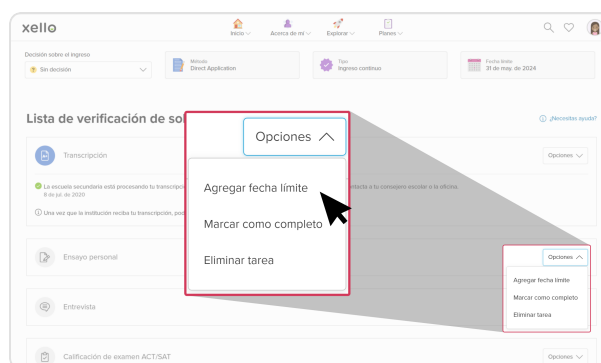 xello
Inicio
Acerca de mí
Explorar
Planes
Decisión sobre el ingreso
Sin decisión
Método
Direct Application
Tipo
Ingreso continuo
Fecha límite
31 de may. de 2024
Lista de verificación de so
¿Necesitas ayuda?
Transcripción
Opciones
La escuela secundaria está procesando tu transcripci
ntacta a tu consejero escolar o la oficina.
8 de jul. de 2020
Una vez que la institución reciba tu transcripción, pod
Opciones
Agregar fecha límite
Marcar como completo
Eliminar tarea
Ensayo personal
Opciones
Agregar fecha límite
Marcar como completo
Eliminar tarea
Entrevista
Calificación de examen ACT/SAT
Opciones